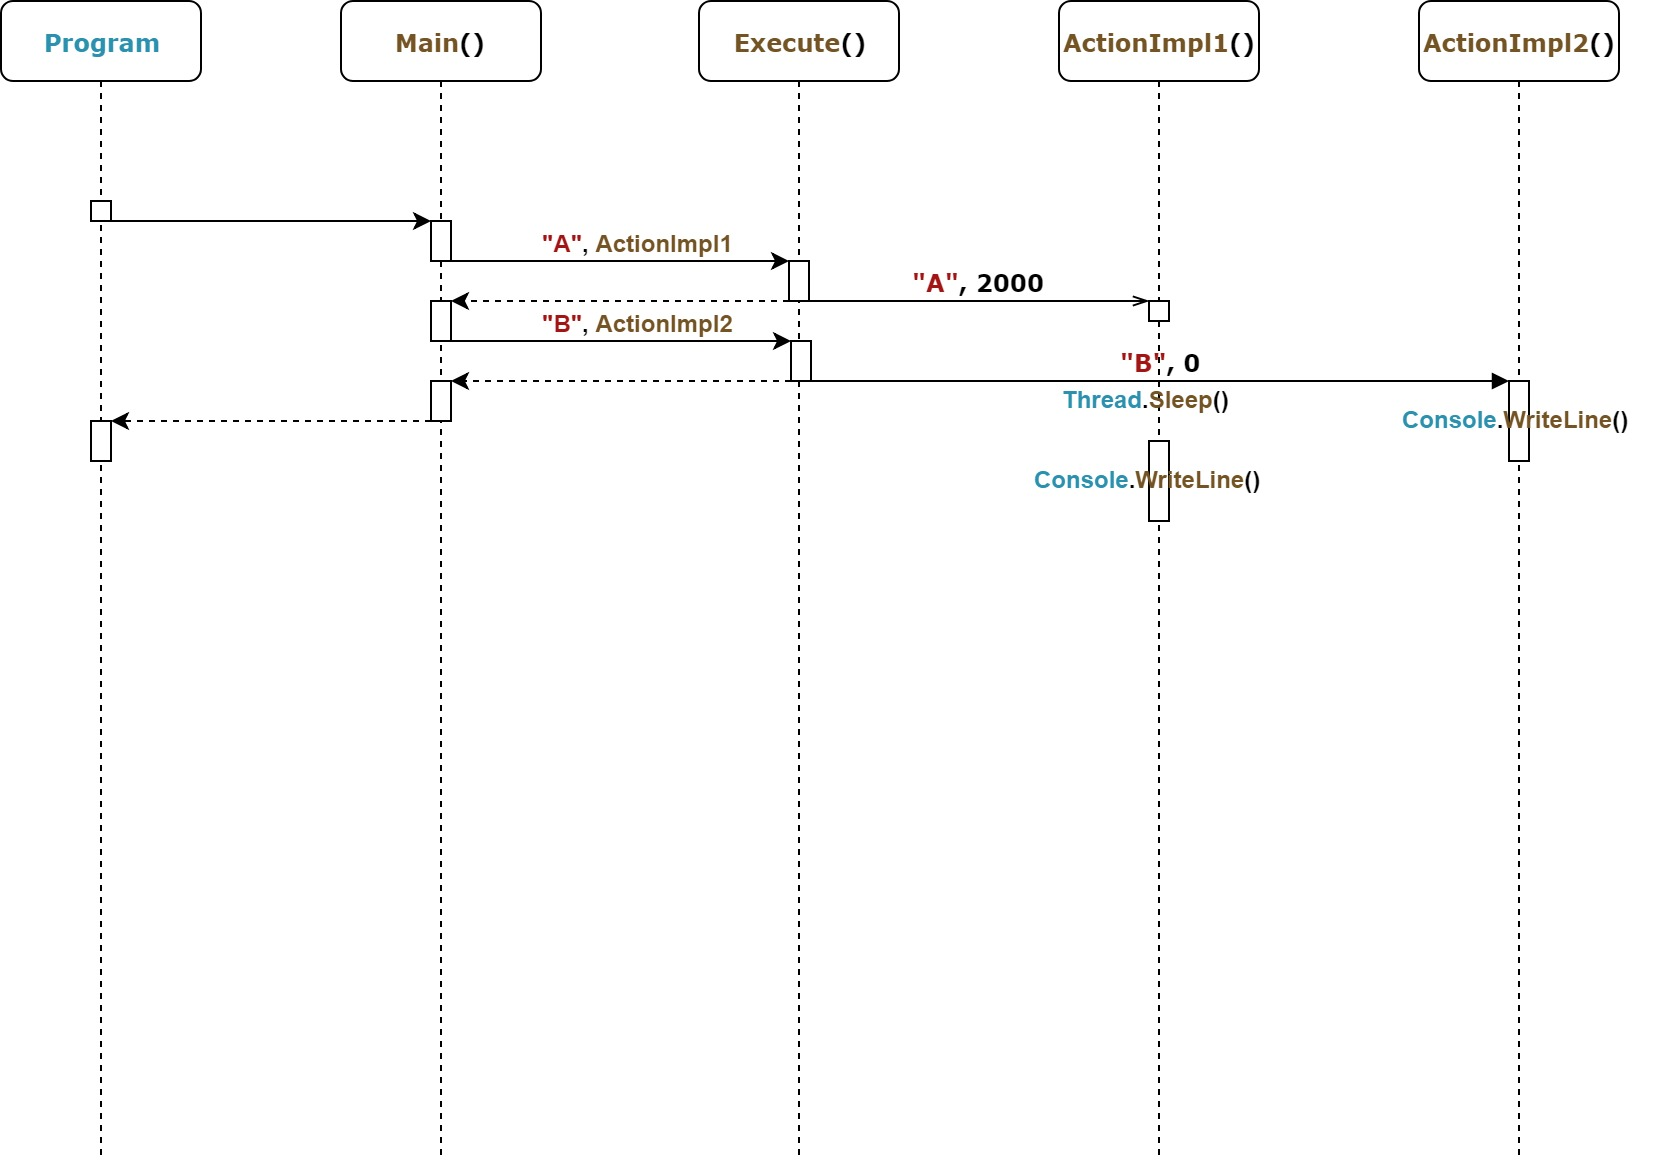 Program
Main()
Execute()
ActionImpl1()
ActionImpl2()
"A", ActionImpl1
"A", 2000
"B", ActionImpl2
"B", 0
Thread.Sleep()
Console.WriteLine()
Console.WriteLine()